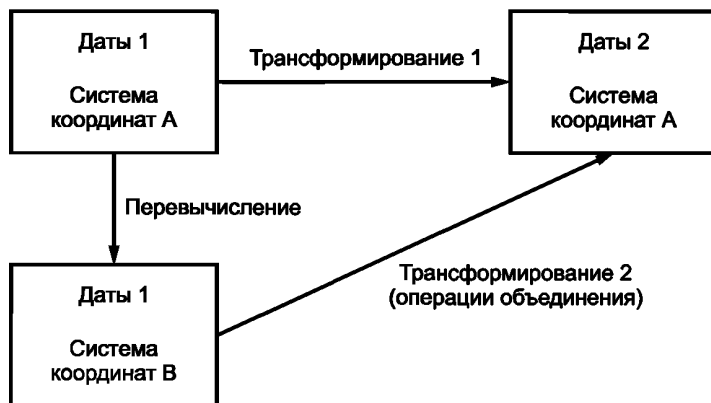 Даты 1
Система
координат А
Трансформирование 1
Даты 2
Система
координат А
Перевычисление
Даты 1
Система
координат В
Трансформирование 2
(операции объединения)